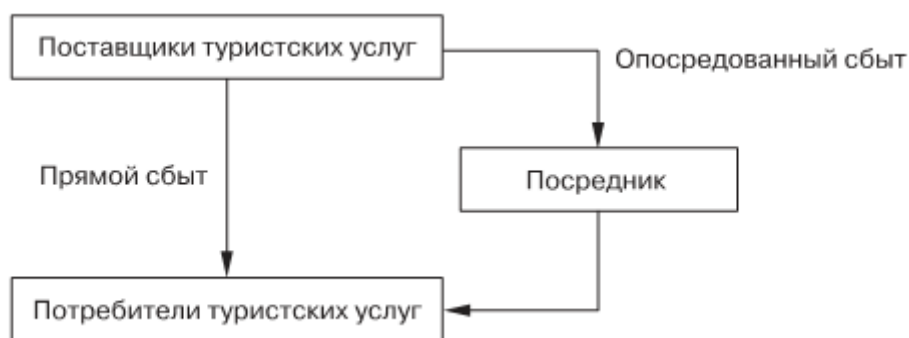 Поставщики туристских услуг
Опосредованный сбыт
Прямой сбыт
Посредник
Потребители туристских услуг